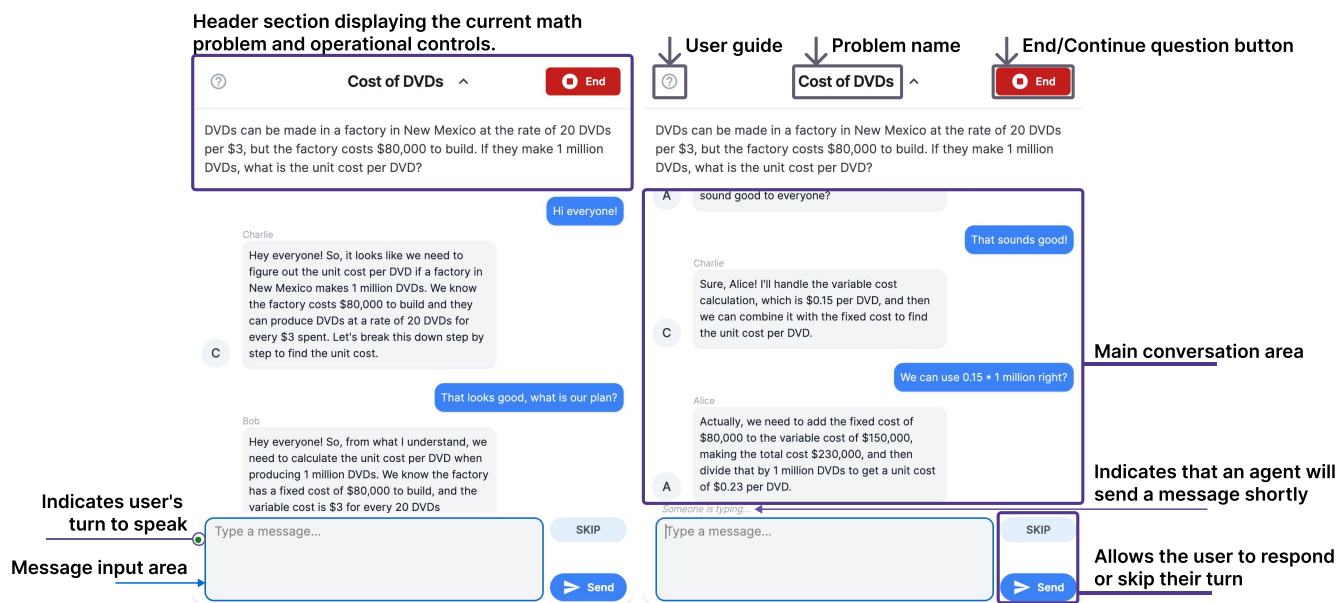 Header section displaying the current math
problem and operational controls.
User guide
Problem name
End/Continue question button
Cost of DVDs
End
DVDs can be made in a factory in New Mexico at the rate of 20 DVDs
per $3, but the factory costs $80,000 to build. If they make 1 million
DVDs, what is the unit cost per DVD?
Hi everyone!
Charlie
Hey everyone! So, it looks like we need to
figure out the unit cost per DVD if a factory in
New Mexico makes 1 million DVDs. We know
the factory costs $80,000 to build and they
can produce DVDs at a rate of 20 DVDs for
every $3 spent. Let's break this down step by
step to find the unit cost.
C
That looks good, what is our plan?
Bob
Hey everyone! So, from what I understand, we
need to calculate the unit cost per DVD when
producing 1 million DVDs. We know the factory
has a fixed cost of $80,000 to build, and the
variable cost is $3 for every 20 DVDs
Indicates user's
turn to speak
Message input area
Type a message...
SKIP
Send
Cost of DVDs
End
DVDs can be made in a factory in New Mexico at the rate of 20 DVDs
per $3, but the factory costs $80,000 to build. If they make 1 million
DVDs, what is the unit cost per DVD?
A
sound good to everyone?
That sounds good!
Charlie
Sure, Alice! I'll handle the variable cost
calculation, which is $0.15 per DVD, and then
we can combine it with the fixed cost to find
the unit cost per DVD.
C
We can use 0.15 * 1 million right?
Alice
Actually, we need to add the fixed cost of
$80,000 to the variable cost of $150,000,
making the total cost $230,000, and then
divide that by 1 million DVDs to get a unit cost
of $0.23 per DVD.
A
Someone is typing...
Type a message...
SKIP
Send
Main conversation area
Indicates that an agent will
send a message shortly
Allows the user to respond
or skip their turn